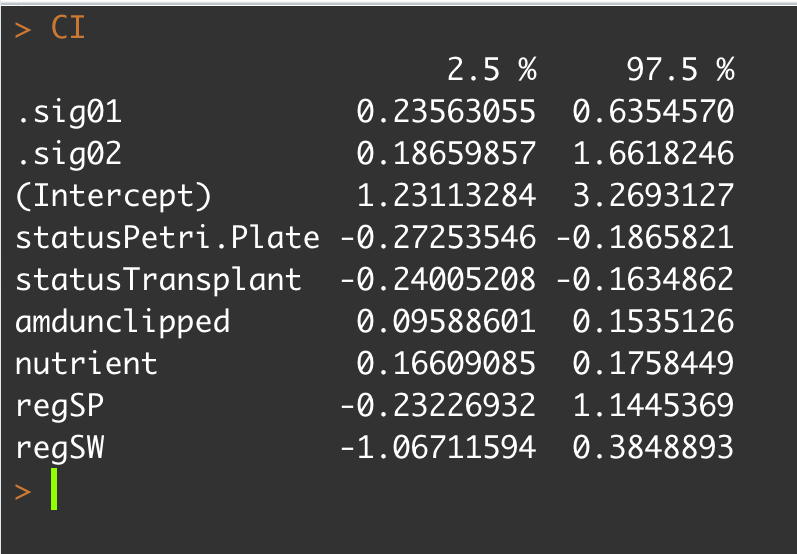 > CI
2.5 % 97.5 %
.sig01 0.23563055 0.6354570
.sig02 0.18659857 1.6618246
(Intercept) 1.23113284 3.2693127
statusPetri.Plate -0.27253546 -0.1865821
statusTransplant -0.24005208 -0.1634862
amdunclipped 0.09588601 0.1535126
nutrient 0.16609085 0.1758449
regSP -0.23226932 1.1445369
regSW -1.06711594 0.3848893
>